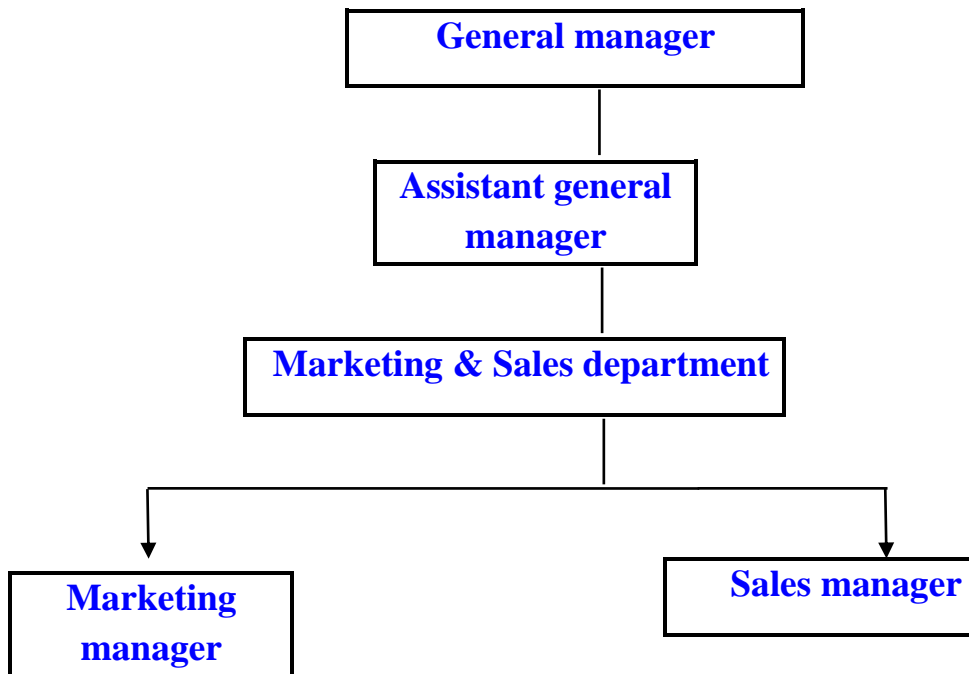 General manager
Assistant general
manager
Marketing & Sales department
Marketing
manager
Sales manager